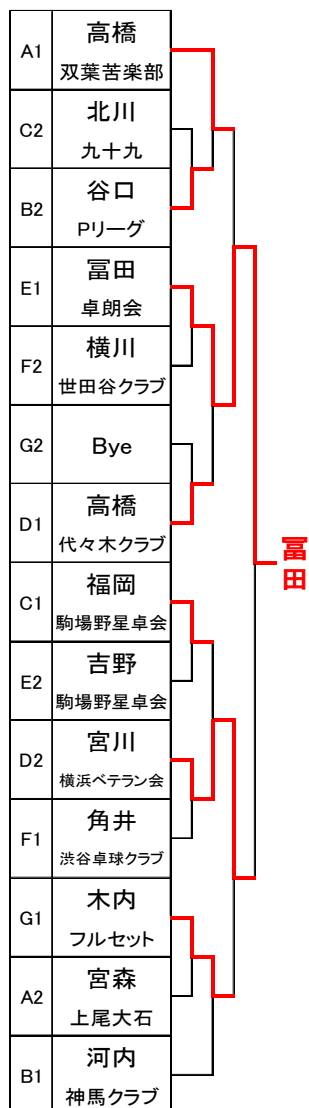 A1
高橋
双葉苦楽部
C2
北川
九十九
B2
谷口
Pリーグ
E1
冨田
卓朗会
F2
横川
世田谷クラブ
G2
Bye
D1
高橋
代々木クラブ
C1
福岡
駒場野星卓会
E2
吉野
駒場野星卓会
D2
宮川
横浜ベテラン会
F1
角井
渋谷卓球クラブ
G1
木内
フルセット
A2
宮森
上尾大石
B1
河内
神馬クラブ
冨田